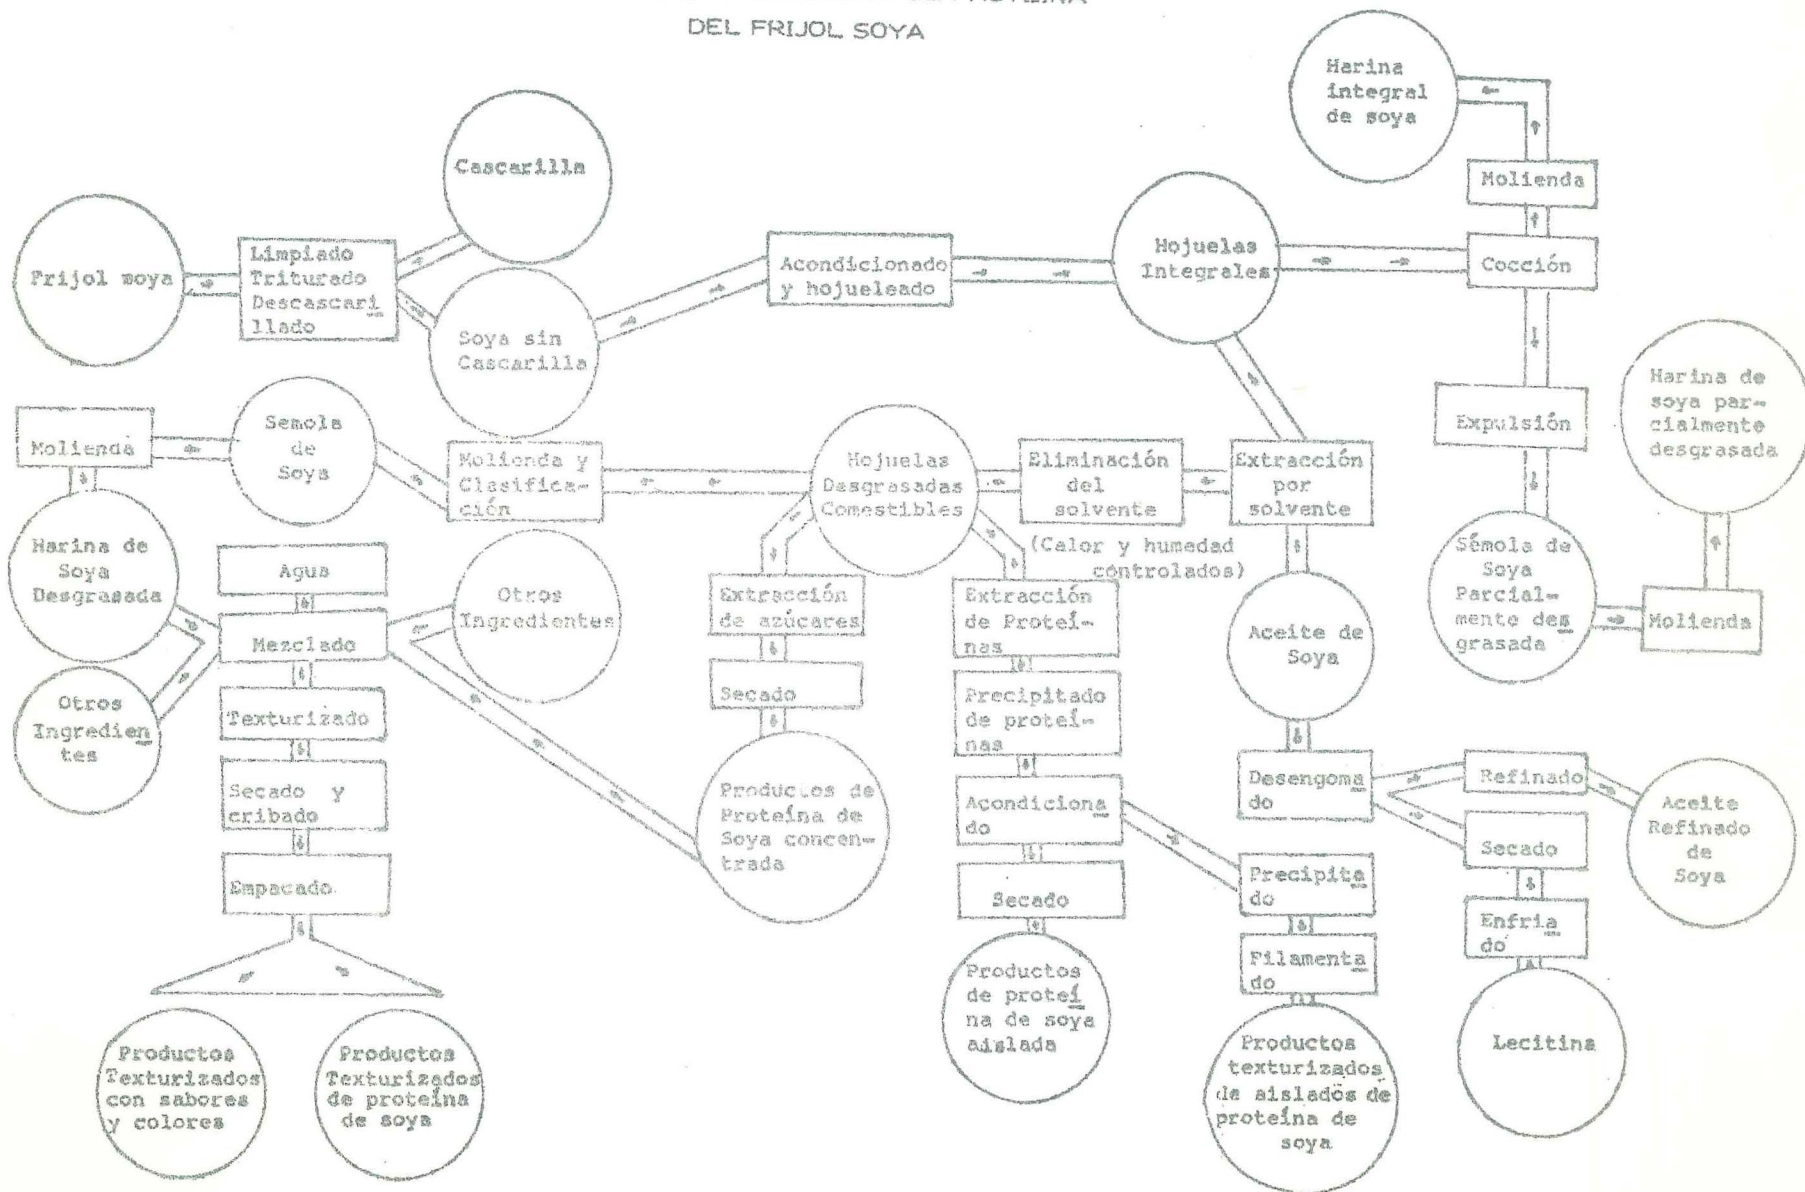 DEL FRIJOL SOYA
Harina
integral
de soya
Cascarilla
Molienda
Frijol moya
Limpiado
Triturado
Descascari
llado
Soya sin
Cascarilla
Acondicionado
y hojueleado
Hojuelas
Integrales
Cocción
Harina de
soya par-
cialmente
desgrasada
Molienda
Semola
de
Soya
Molienda y
Clasifica-
ción
Hojuelas
Desgrasadas
Comestibles
Eliminación
del
solvente
Extracción
por
solvente
Expulsión
(Calor y humedad
controlados)
Harina de
Soya
Desgrasada
Agua
Otros
Ingredientes
Extracción
de azúcares
Extracción
de Proteí-
nas
Aceite de
Soya
Sémola de
Soya
Parcial-
mente des
grasada
Molienda
Mezclado
Otros
Ingredien
tes
Texturizado
Secado
Precipitado
de proteí-
nas
Secado y
cribado
Productos de
Proteína de
Soya concen-
trada
Acondiciona
do
Desengoma
do
Refinado
Aceite
Refinado
de
Soya
Secado
Empacado
Secado
Precipita
do
Enfria
do
Filamenta
do
Productos
de proteí
na de soya
aislada
Lecitina
Productos
Texturizados
con sabores
y colores
Productos
Texturizados
de proteína
de soya
Productos
texturizados
de aislados de
proteína de
soya